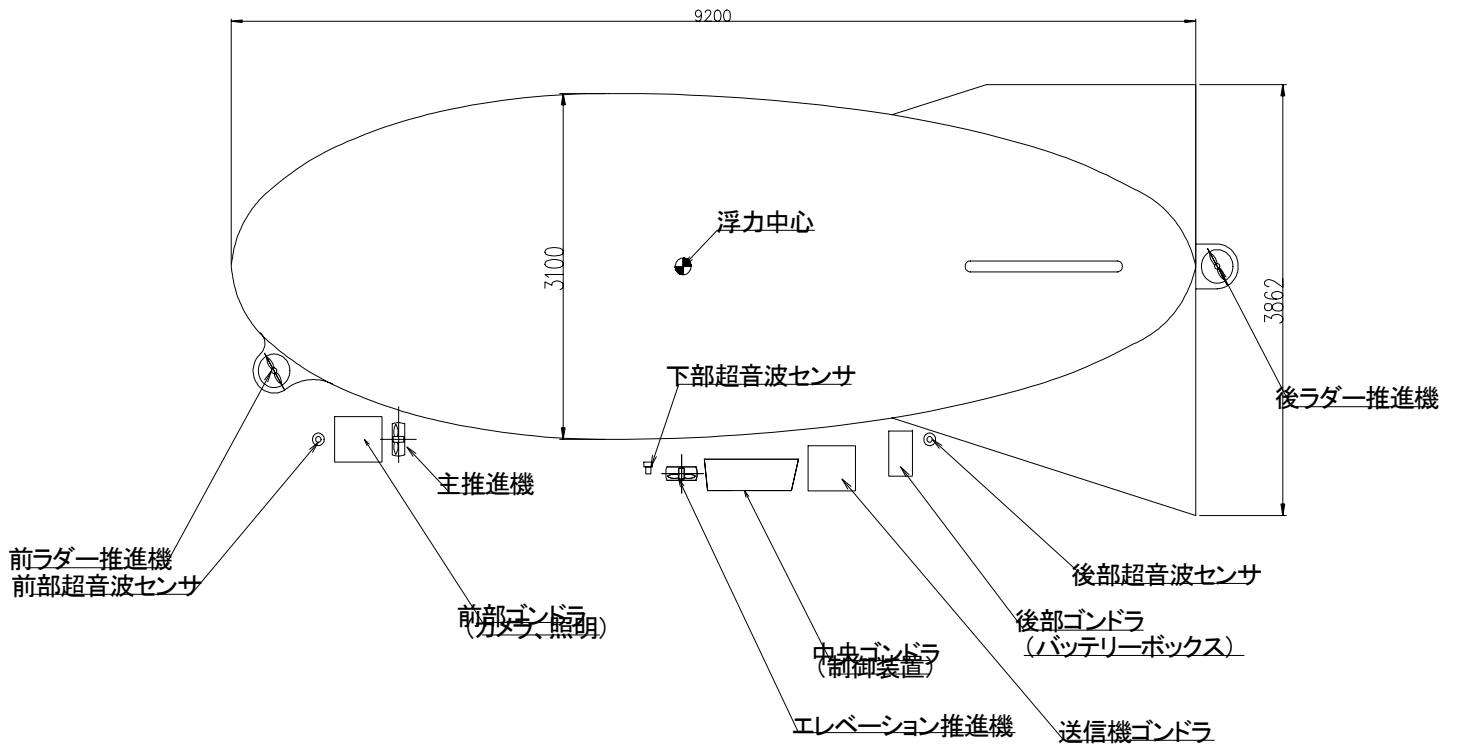 9200
浮力中心
3100
3862
下部超音波センサ
後ラダー推進機
主推進機
前ラダー推進機
前部超音波センサ
後部超音波センサ
前部ゴンドラ
（カメラ、照明）
後部ゴンドラ
（バッテリーボックス）
中央ゴンドラ
（制御装置）
エレベーション推進機
送信機ゴンドラ